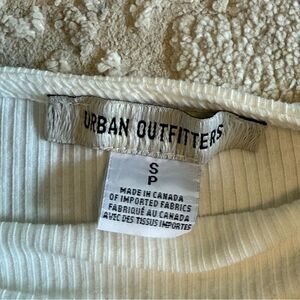 URBAN OUTFITTERS
S
P
MADE IN CANADA
OF IMPORTED FABRICS
FABRIQUÉ AU CANADA
AVEC DES TISSUS IMPORTÉS